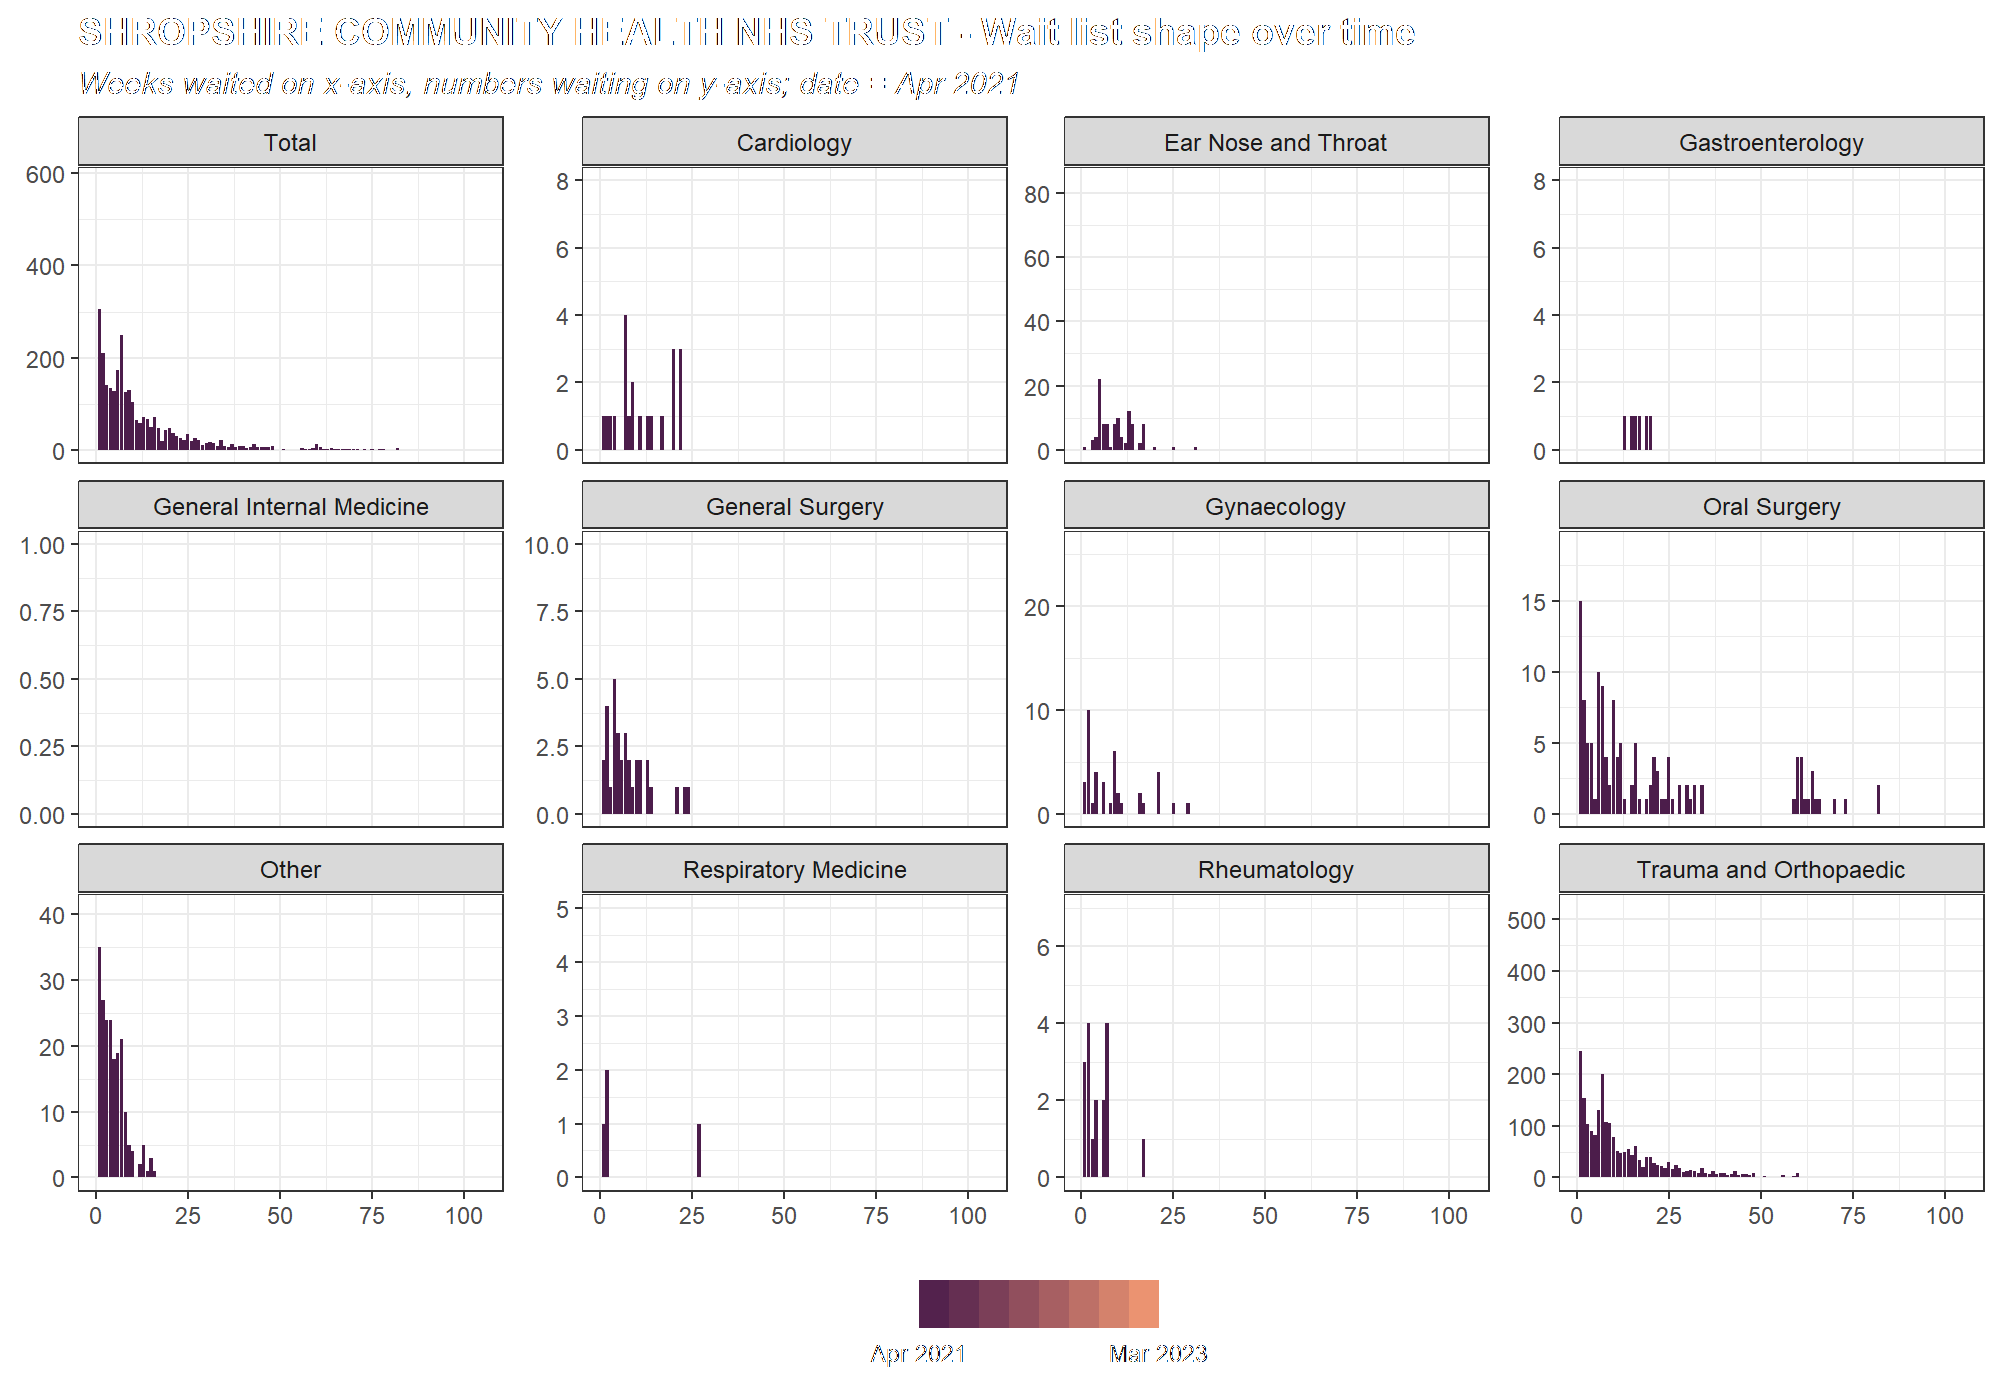 SHROPSHIRE COMMUNITY HEALTH NHS TRUST - Wait list shape over time
Weeks waited on x-axis, numbers waiting on y-axis; date = Apr 2021
Total
Cardiology
Ear Nose and Throat
Gastroenterology
600
400
200
0
8
6
4
2
0
80
60
40
20
0
8
6
4
2
0
General Internal Medicine
General Surgery
Gynaecology
Oral Surgery
1.00
0.75
0.50
0.25
0.00
10.0
7.5
5.0
2.5
0.0
20
10
0
15
10
5
0
Other
Respiratory Medicine
Rheumatology
Trauma and Orthopaedic
40
30
20
10
0
5
4
3
2
1
0
6
4
2
0
500
400
300
200
100
0
0 25 50 75 100
0 25 50 75 100
0 25 50 75 100
0 25 50 75 100
Apr 2021
Mar 2023